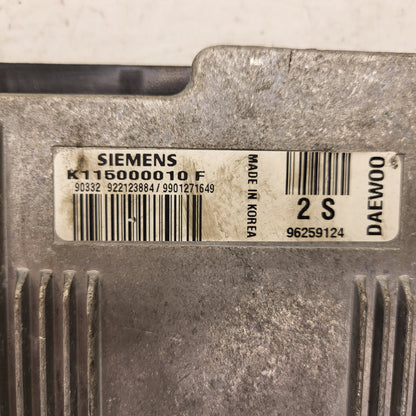 SIEMENS
K115000010 F
90332 922123884 / 9901271649
MADE IN KOREA
2 S
96259124
DAEWOO